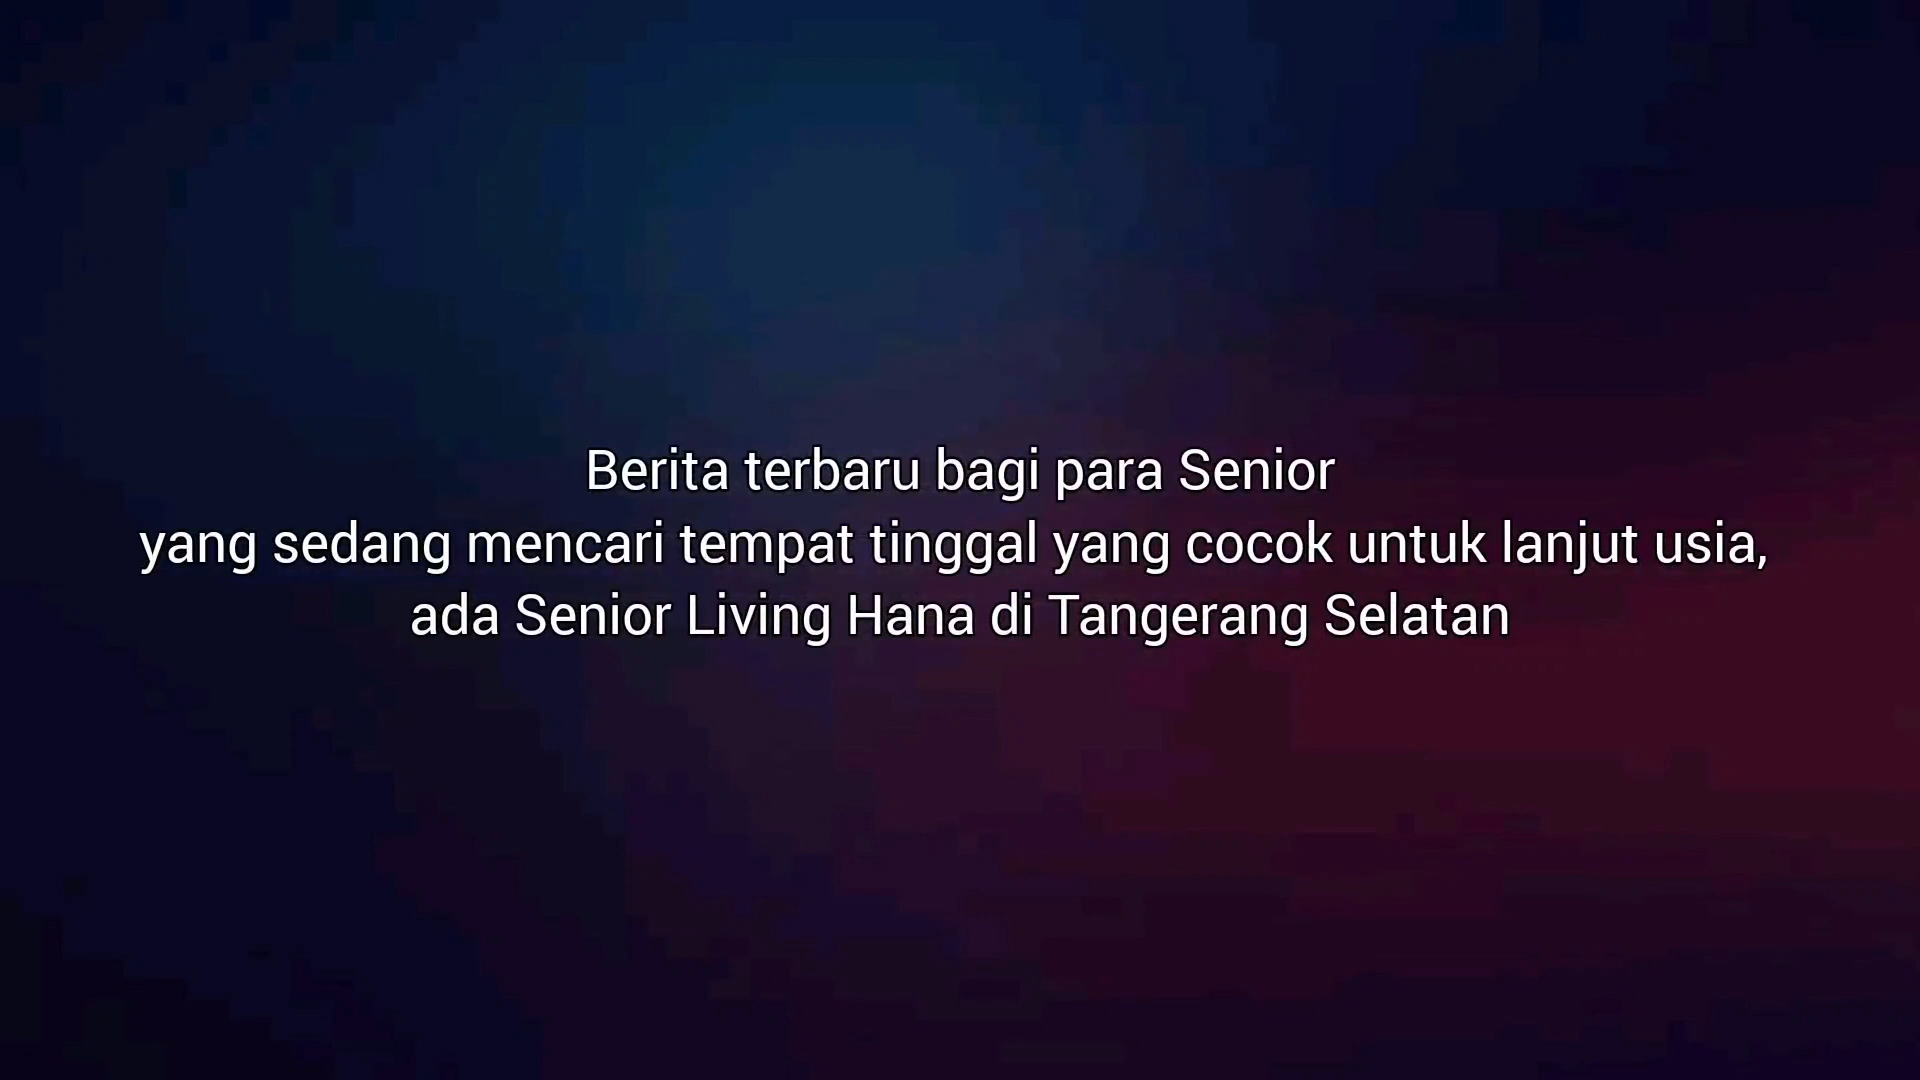 Berita terbaru bagi para Senior
yang sedang mencari tempat tinggal yang cocok untuk lanjut usia,
ada Senior Living Hana di Tangerang Selatan